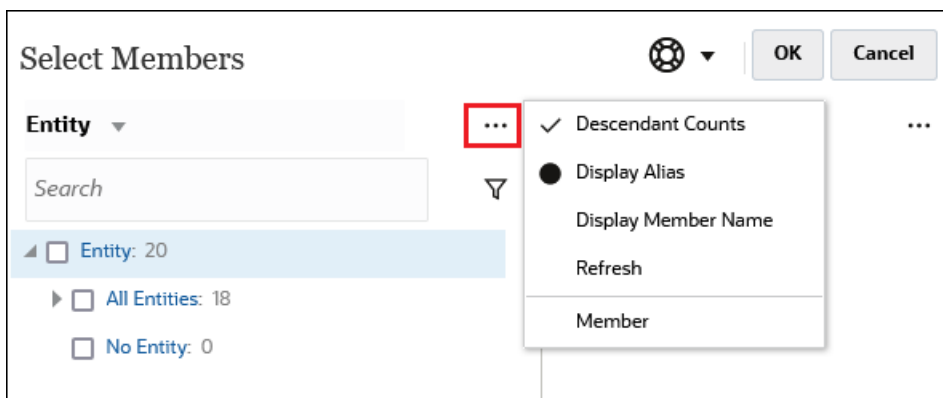 Select Members
OK
Cancel
Entity
Search
Entity: 20
All Entities: 18
No Entity: 0
Descendant Counts
Display Alias
Display Member Name
Refresh
Member